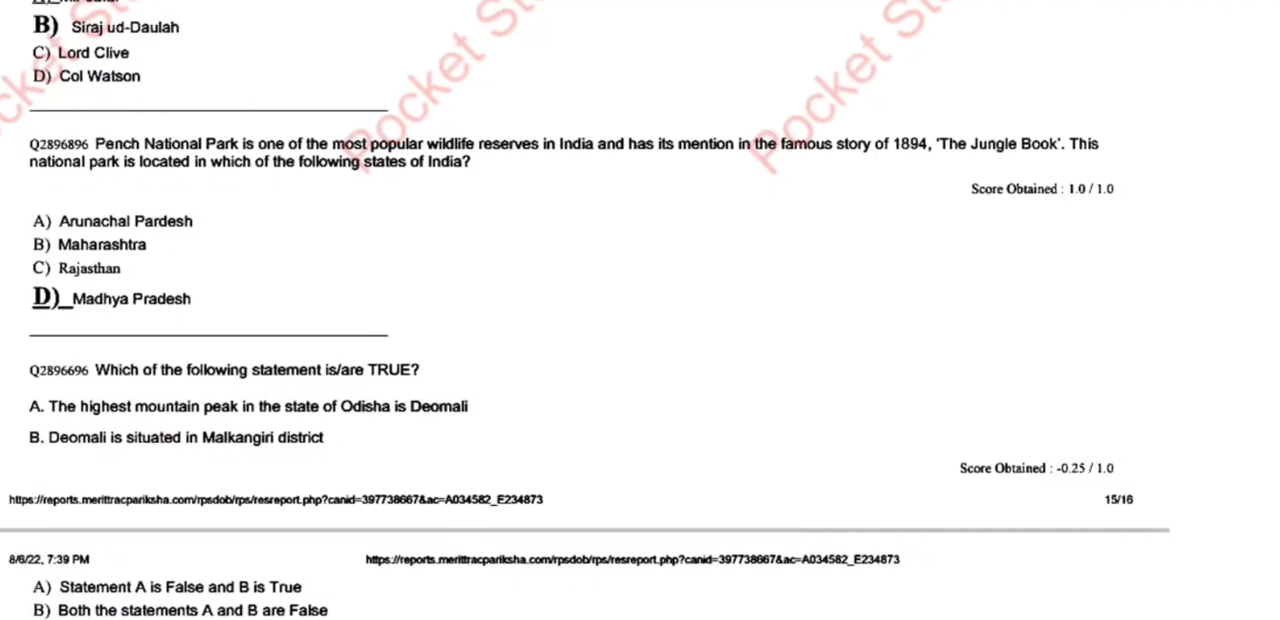 B) Siraj ud-Daulah
C) Lord Clive
D) Col Watson
Q2896896 Pench National Park is one of the most popular wildlife reserves in India and has its mention in the famous story of 1894, 'The Jungle Book'. This
national park is located in which of the following states of India?
Score Obtained : 1.0 / 1.0
A) Arunachal Pardesh
B) Maharashtra
C) Rajasthan
D) Madhya Pradesh
Q2896696 Which of the following statement is/are TRUE?
A. The highest mountain peak in the state of Odisha is Deomali
B. Deomali is situated in Malkangiri district
Score Obtained : -0.25 / 1.0
https://reports.merittracpariksha.com/rpsdob/rps/resreport.php?canid=397738667&ac=A034582_E234873 15/16
8/6/22, 7:39 PM https://reports.merittracpariksha.com/rpsdob/rps/resreport.php?canid=397738667&ac=A034582_E234873
A) Statement A is False and B is True
B) Both the statements A and B are False
Pocket
Pocket